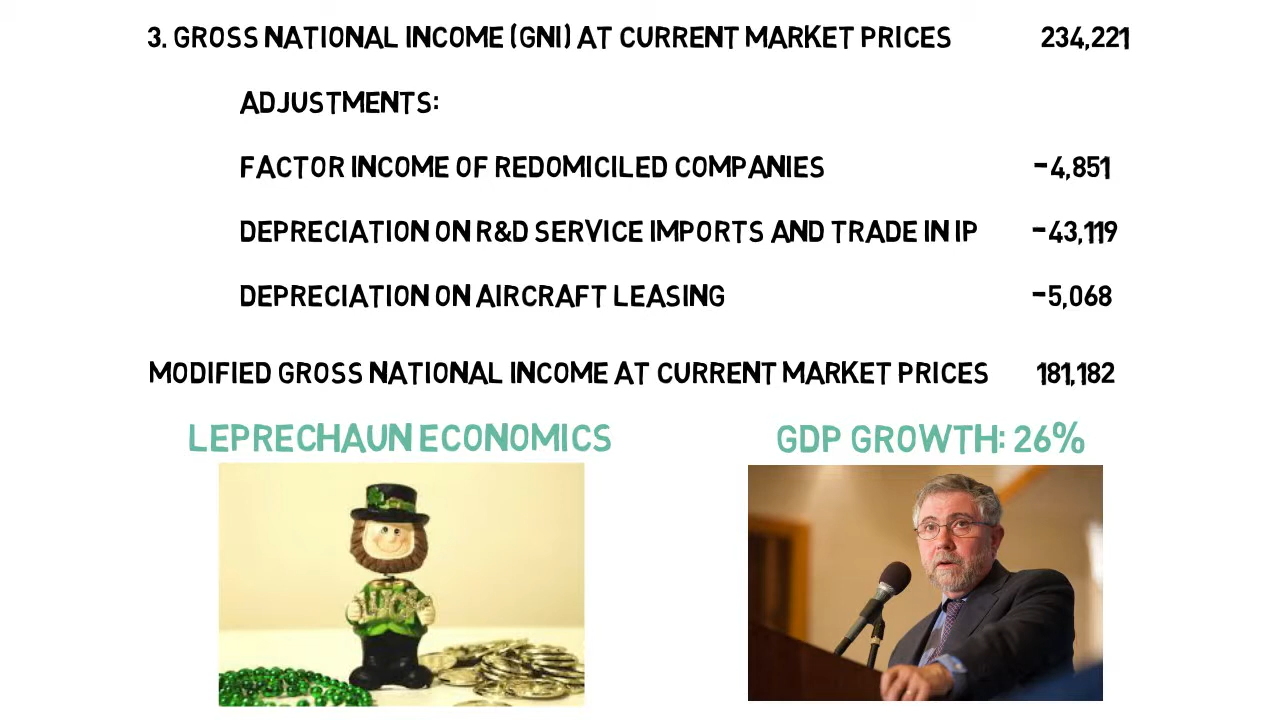 3. GROSS NATIONAL INCOME (GNI) AT CURRENT MARKET PRICES 234,221
ADJUSTMENTS:
FACTOR INCOME OF REDOMICILED COMPANIES -4,851
DEPRECIATION ON R&D SERVICE IMPORTS AND TRADE IN IP -43,119
DEPRECIATION ON AIRCRAFT LEASING -5,068
MODIFIED GROSS NATIONAL INCOME AT CURRENT MARKET PRICES 181,182
LEPRECHAUN ECONOMICS GDP GROWTH: 26%
LUCK